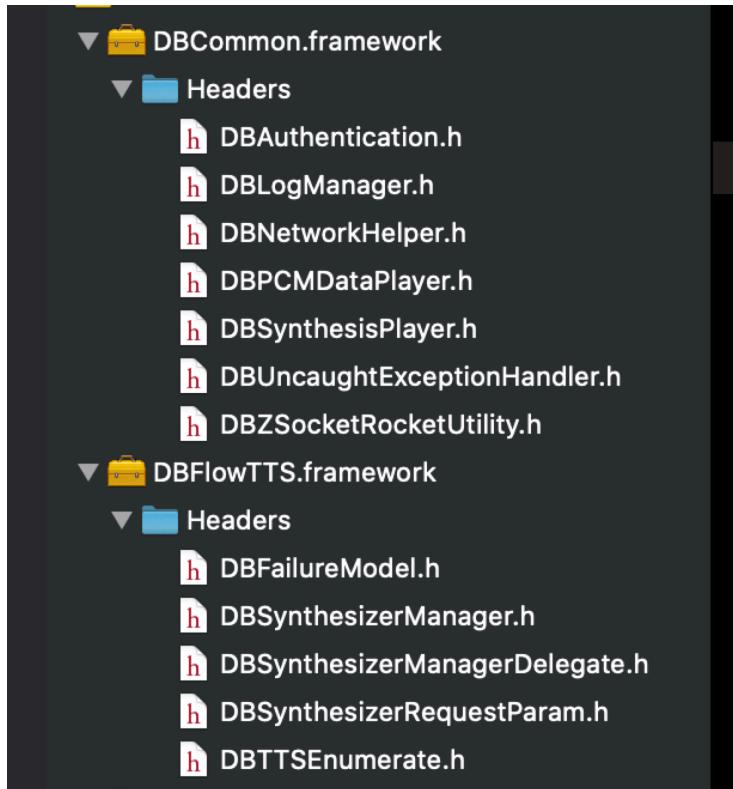 DBCommon.framework
Headers
h DBAuthentication.h
h DBLogManager.h
h DBNetworkHelper.h
h DBPCMDataPlayer.h
h DBSynthesisPlayer.h
h DBUncaughtExceptionHandler.h
h DBZSocketRocketUtility.h
DBFlowTTS.framework
Headers
h DBFailureModel.h
h DBSynthesizerManager.h
h DBSynthesizerManagerDelegate.h
h DBSynthesizerRequestParam.h
h DBTTSEnumerate.h